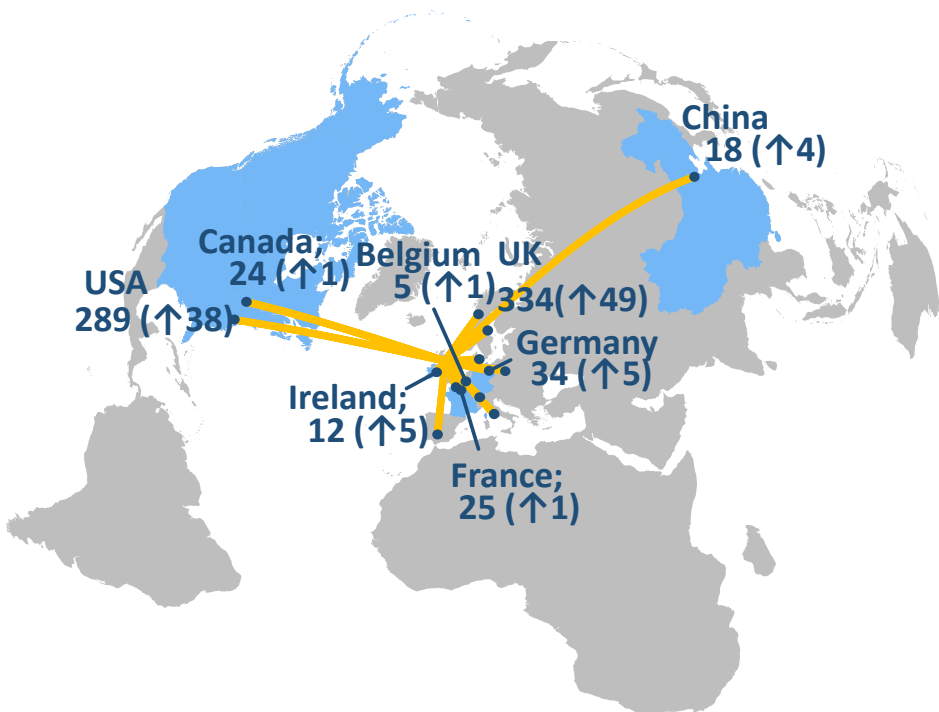 China
18 (↑4)
Canada;
24 (↑1)
Belgium
5 (↑1)
UK
334(↑49)
USA
289 (↑38)
Germany
34 (↑5)
Ireland;
12 (↑5)
France;
25 (↑1)